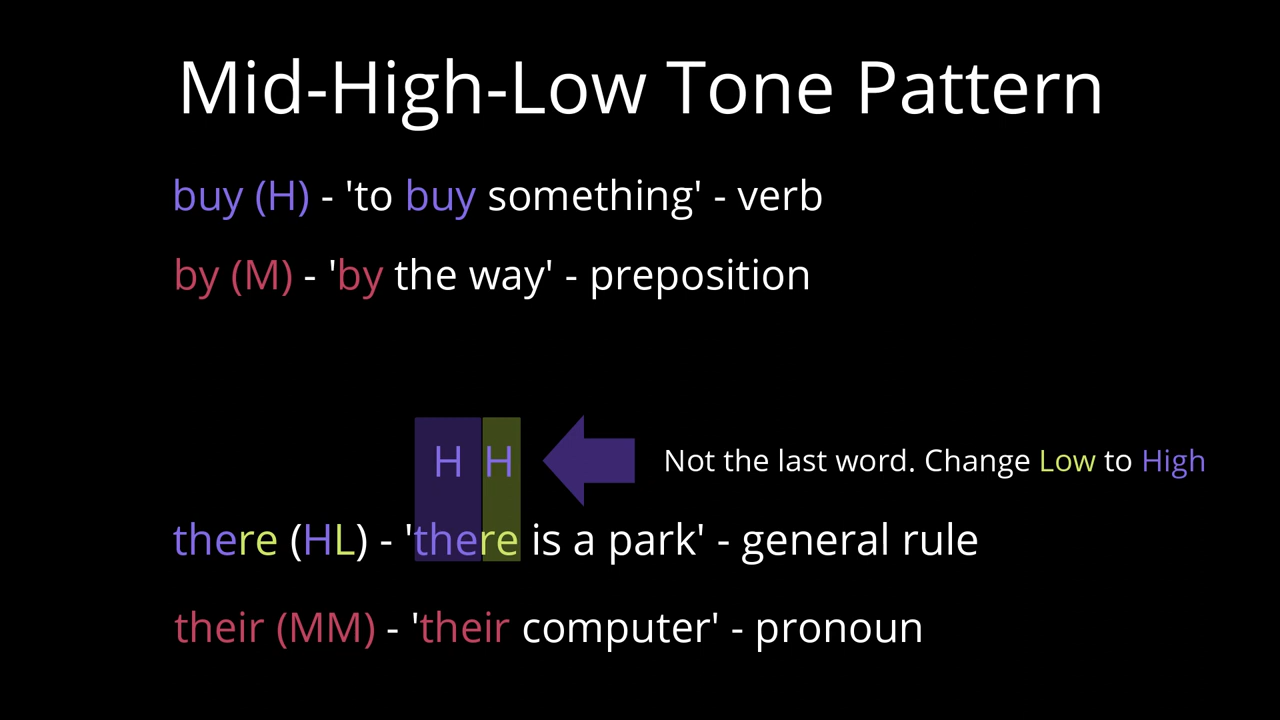 Mid-High-Low Tone Pattern
buy (H) - 'to buy something' - verb
by (M) - 'by the way' - preposition
H H Not the last word. Change Low to High
there (HL) - 'there is a park' - general rule
their (MM) - 'their computer' - pronoun